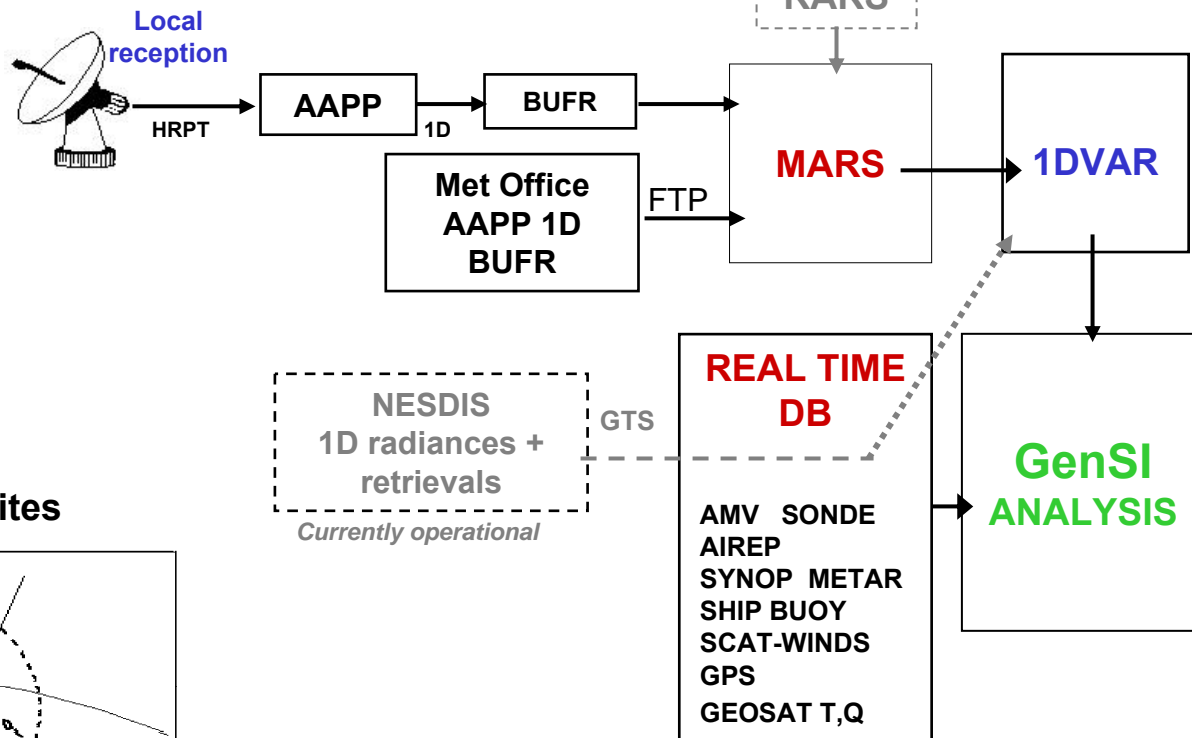 Local
reception
HRPT
AAPP
1D
BUFR
Met Office
AAPP 1D
BUFR
FTP
MARS
1DVAR
NESDIS
1D radiances +
retrievals
Currently operational
GTS
REAL TIME
DB
AMV SONDE
AIREP
SYNOP METAR
SHIP BUOY
SCAT-WINDS
GPS
GEOSAT T,Q
GenSI
ANALYSIS
ites